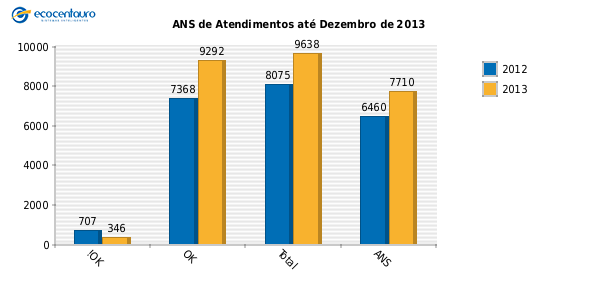 ecocentauro
ANS de Atendimentos até Dezembro de 2013
10000
8000
6000
4000
2000
0
707
346
7368
9292
8075
9638
6460
7710
!OK
OK
Total
ANS
2012
2013